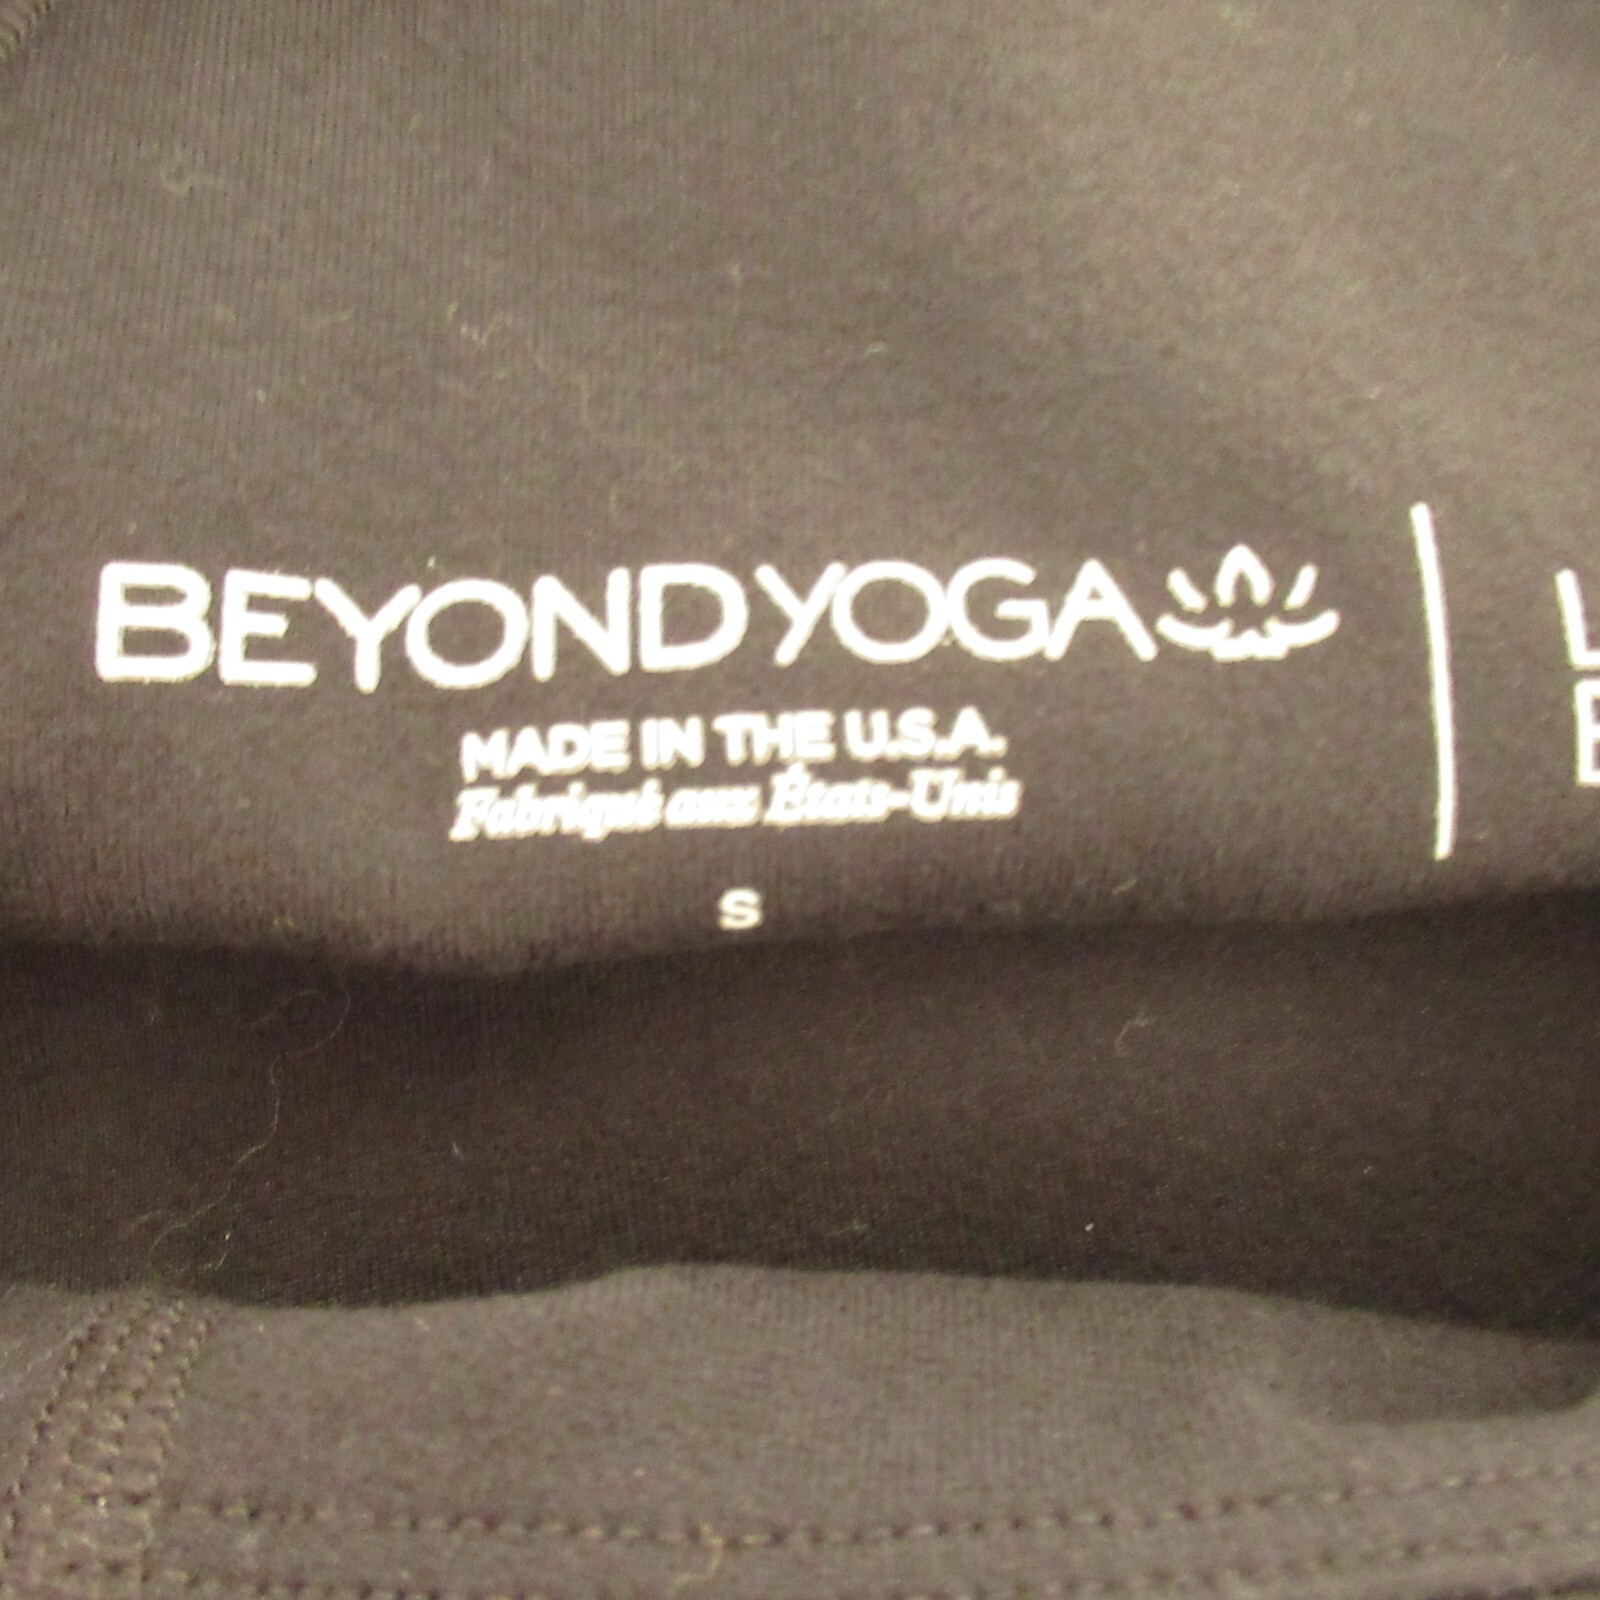 BEYOND YOGA
MADE IN THE U.S.A.
Fabriqué aux États-Unis
S